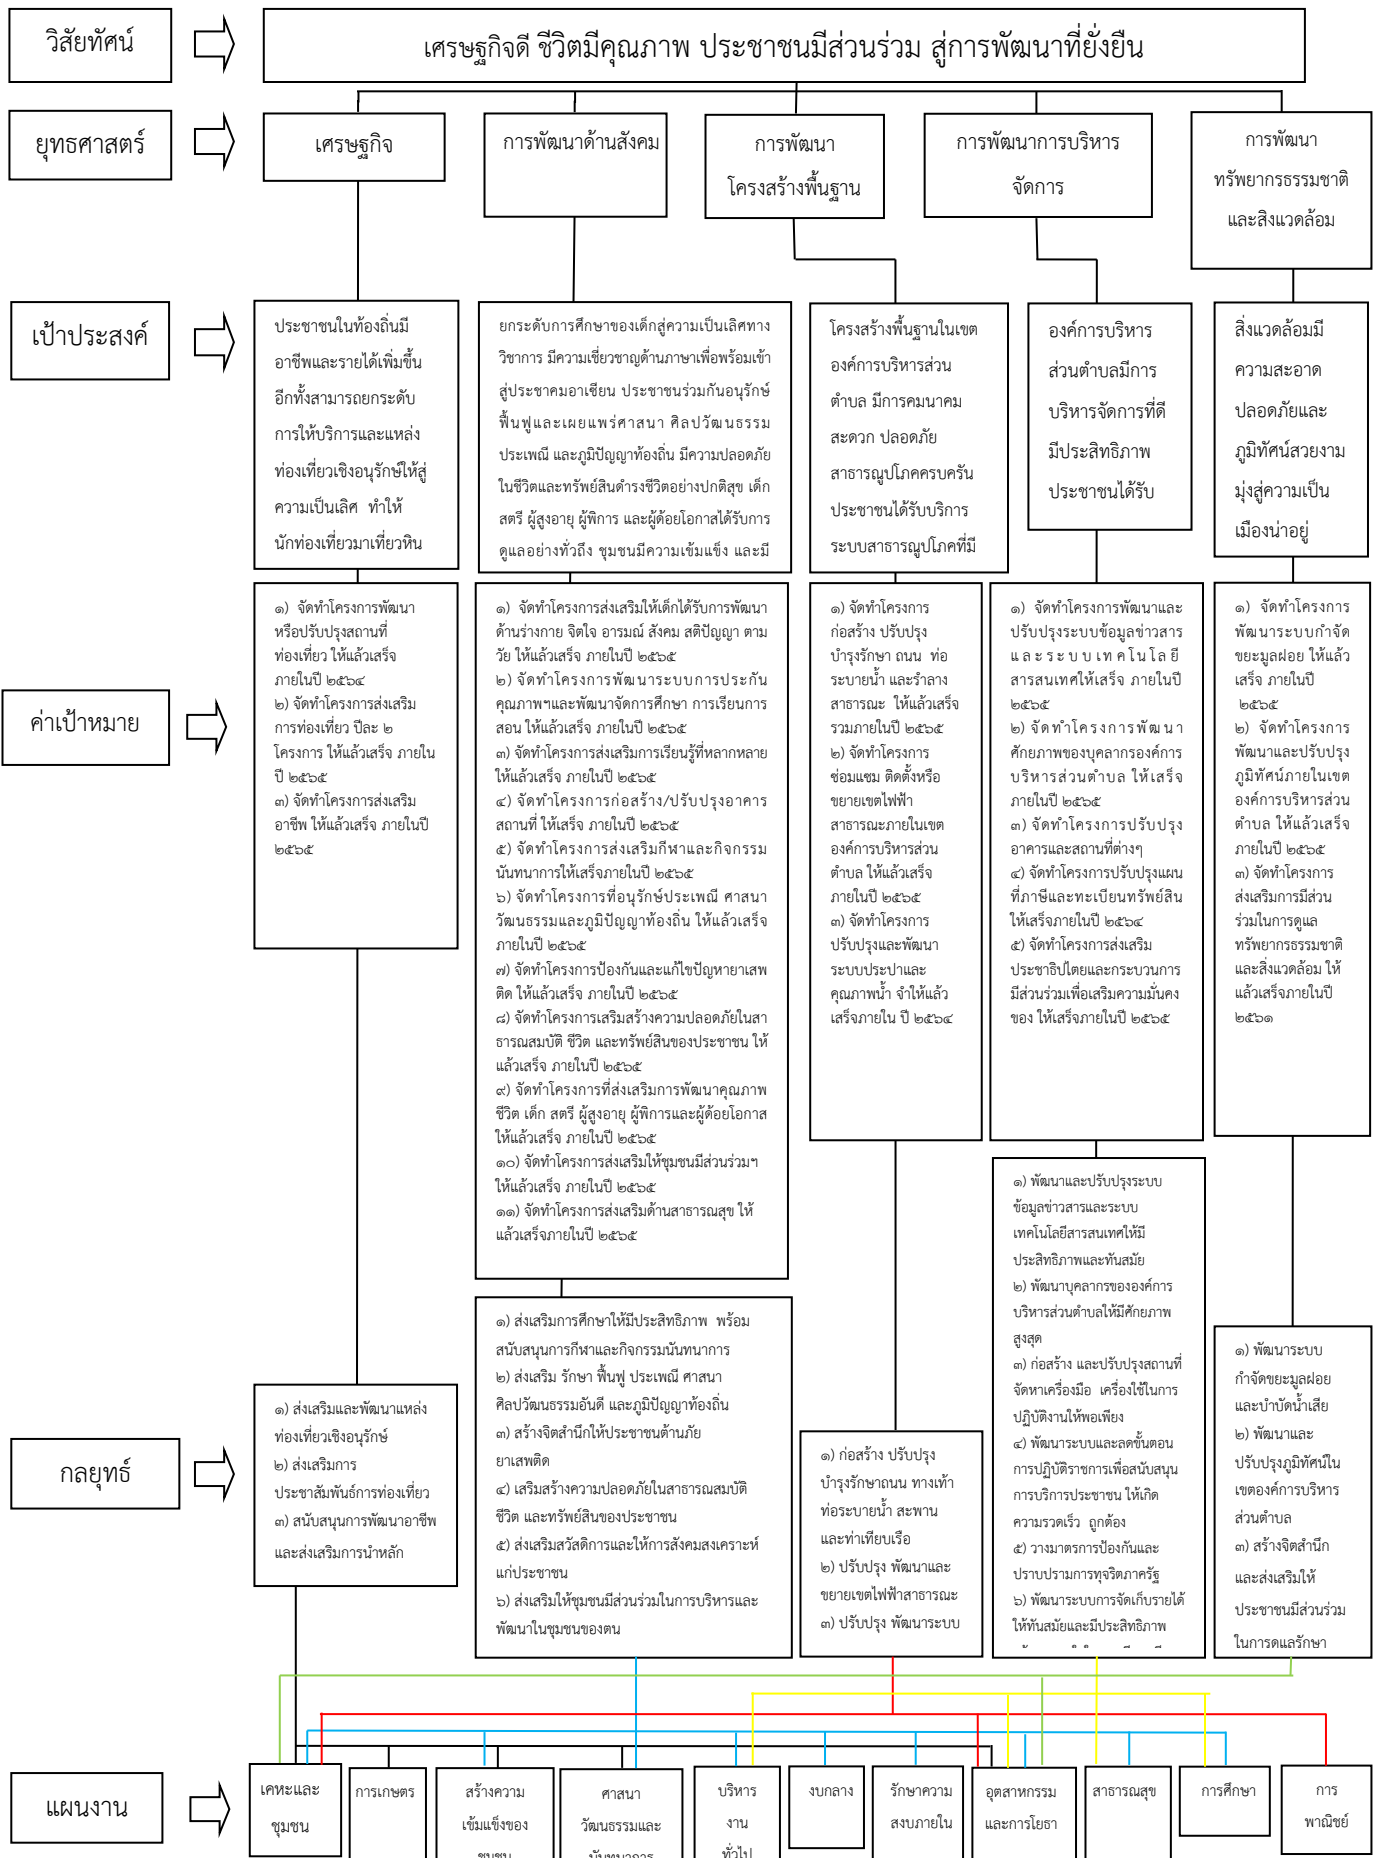 วิสัยทัศน์
เศรษฐกิจดี ชีวิตมีคุณภาพ ประชาชนมีส่วนร่วม สู่การพัฒนาที่ยั่งยืน
ยุทธศาสตร์
เศรษฐกิจ
การพัฒนาด้านสังคม
การพัฒนา
โครงสร้างพื้นฐาน
การพัฒนาการบริหาร
จัดการ
การพัฒนา
ทรัพยากรธรรมชาติ
และสิ่งแวดล้อม
เป้าประสงค์
ประชาชนในท้องถิ่นมี
อาชีพและรายได้เพิ่มขึ้น
อีกทั้งสามารถยกระดับ
การให้บริการและแหล่ง
ท่องเที่ยวเชิงอนุรักษ์ให้สู่
ความเป็นเลิศ ทำให้
นักท่องเที่ยวมาเที่ยวหิน
ยกระดับการศึกษาของเด็กสู่ความเป็นเลิศทาง
วิชาการ มีความเชี่ยวชาญด้านภาษาเพื่อพร้อมเข้า
สู่ประชาคมอาเซียน ประชาชนร่วมกันอนุรักษ์
ฟื้นฟูและเผยแพร่ศาสนา ศิลปวัฒนธรรม
ประเพณี และภูมิปัญญาท้องถิ่น มีความปลอดภัย
ในชีวิตและทรัพย์สินดำรงชีวิตอย่างปกติสุข เด็ก
สตรี ผู้สูงอายุ ผู้พิการ และผู้ด้อยโอกาสได้รับการ
ดูแลอย่างทั่วถึง ชุมชนมีความเข้มแข็ง และมี
โครงสร้างพื้นฐานในเขต
องค์การบริหารส่วน
ตำบล มีการคมนาคม
สะดวก ปลอดภัย
สาธารณูปโภคครบครัน
ประชาชนได้รับบริการ
ระบบสาธารณูปโภคที่มี
องค์การบริหาร
ส่วนตำบลมีการ
บริหารจัดการที่ดี
มีประสิทธิภาพ
ประชาชนได้รับ
สิ่งแวดล้อมมี
ความสะอาด
ปลอดภัยและ
ภูมิทัศน์สวยงาม
มุ่งสู่ความเป็น
เมืองน่าอยู่
ค่าเป้าหมาย
๑) จัดทำโครงการพัฒนา
หรือปรับปรุงสถานที่
ท่องเที่ยว ให้แล้วเสร็จ
ภายในปี ๒๕๖๔
๒) จัดทำโครงการส่งเสริม
การท่องเที่ยว ปีละ ๒
โครงการ ให้แล้วเสร็จ ภายใน
ปี ๒๕๖๕
๓) จัดทำโครงการส่งเสริม
อาชีพ ให้แล้วเสร็จ ภายในปี
๒๕๖๕
๑) จัดทำโครงการส่งเสริมให้เด็กได้รับการพัฒนา
ด้านร่างกาย จิตใจ อารมณ์ สังคม สติปัญญา ตาม
วัย ให้แล้วเสร็จ ภายในปี ๒๕๖๕
๒) จัดทำโครงการพัฒนาระบบการประกัน
คุณภาพฯและพัฒนาจัดการศึกษา การเรียนการ
สอน ให้แล้วเสร็จ ภายในปี ๒๕๖๕
๓) จัดทำโครงการส่งเสริมการเรียนรู้ที่หลากหลาย
ให้แล้วเสร็จ ภายในปี ๒๕๖๕
๔) จัดทำโครงการก่อสร้าง/ปรับปรุงอาคาร
สถานที่ ให้เสร็จ ภายในปี ๒๕๖๕
๕) จัดทำโครงการส่งเสริมกีฬาและกิจกรรม
นันทนาการให้เสร็จภายในปี ๒๕๖๕
๖) จัดทำโครงการที่อนุรักษ์ประเพณี ศาสนา
วัฒนธรรมและภูมิปัญญาท้องถิ่น ให้แล้วเสร็จ
ภายในปี ๒๕๖๕
๗) จัดทำโครงการป้องกันและแก้ไขปัญหายาเสพ
ติด ให้แล้วเสร็จ ภายในปี ๒๕๖๕
๘) จัดทำโครงการเสริมสร้างความปลอดภัยในสา
ธารณสมบัติ ชีวิต และทรัพย์สินของประชาชน ให้
แล้วเสร็จ ภายในปี ๒๕๖๕
๙) จัดทำโครงการที่ส่งเสริมการพัฒนาคุณภาพ
ชีวิต เด็ก สตรี ผู้สูงอายุ ผู้พิการและผู้ด้อยโอกาส
ให้แล้วเสร็จ ภายในปี ๒๕๖๕
๑๐) จัดทำโครงการส่งเสริมให้ชุมชนมีส่วนร่วมฯ
ให้แล้วเสร็จ ภายในปี ๒๕๖๕
๑๑) จัดทำโครงการส่งเสริมด้านสาธารณสุข ให้
แล้วเสร็จภายในปี ๒๕๖๕
๑) จัดทำโครงการ
ก่อสร้าง ปรับปรุง
บำรุงรักษา ถนน ท่อ
ระบายน้ำ และรำลาง
สาธารณะ ให้แล้วเสร็จ
รวมภายในปี ๒๕๖๕
๒) จัดทำโครงการ
ซ่อมแซม ติดตั้งหรือ
ขยายเขตไฟฟ้า
สาธารณะภายในเขต
องค์การบริหารส่วน
ตำบล ให้แล้วเสร็จ
ภายในปี ๒๕๖๕
๓) จัดทำโครงการ
ปรับปรุงและพัฒนา
ระบบประปาและ
คุณภาพน้ำ จำให้แล้ว
เสร็จภายใน ปี ๒๕๖๔
๑) จัดทำโครงการพัฒนาและ
ปรับปรุงระบบข้อมูลข่าวสาร
และระบบเทคโนโลยี
สารสนเทศให้เสร็จ ภายในปี
๒๕๖๕
๒) จัดทำโครงการพัฒนา
ศักยภาพของบุคลากรองค์การ
บริหารส่วนตำบล ให้เสร็จ
ภายในปี ๒๕๖๕
๓) จัดทำโครงการปรับปรุง
อาคารและสถานที่ต่างๆ
๔) จัดทำโครงการปรับปรุงแผน
ที่ภาษีและทะเบียนทรัพย์สิน
ให้เสร็จภายในปี ๒๕๖๔
๕) จัดทำโครงการส่งเสริม
ประชาธิปไตยและกระบวนการ
มีส่วนร่วมเพื่อเสริมความมั่นคง
ของ ให้เสร็จภายในปี ๒๕๖๕
๑) จัดทำโครงการ
พัฒนาระบบกำจัด
ขยะมูลฝอย ให้แล้ว
เสร็จ ภายในปี
๒๕๖๕
๒) จัดทำโครงการ
พัฒนาและปรับปรุง
ภูมิทัศน์ภายในเขต
องค์การบริหารส่วน
ตำบล ให้แล้วเสร็จ
ภายในปี ๒๕๖๕
๓) จัดทำโครงการ
ส่งเสริมการมีส่วน
ร่วมในการดูแล
ทรัพยากรธรรมชาติ
และสิ่งแวดล้อม ให้
แล้วเสร็จภายในปี
๒๕๖๑
กลยุทธ์
๑) ส่งเสริมและพัฒนาแหล่ง
ท่องเที่ยวเชิงอนุรักษ์
๒) ส่งเสริมการ
ประชาสัมพันธ์การท่องเที่ยว
๓) สนับสนุนการพัฒนาอาชีพ
และส่งเสริมการนำหลัก
๑) ส่งเสริมการศึกษาให้มีประสิทธิภาพ พร้อม
สนับสนุนการกีฬาและกิจกรรมนันทนาการ
๒) ส่งเสริม รักษา ฟื้นฟู ประเพณี ศาสนา
ศิลปวัฒนธรรมอันดี และภูมิปัญญาท้องถิ่น
๓) สร้างจิตสำนึกให้ประชาชนต้านภัย
ยาเสพติด
๔) เสริมสร้างความปลอดภัยในสาธารณสมบัติ
ชีวิต และทรัพย์สินของประชาชน
๕) ส่งเสริมสวัสดิการและให้การสังคมสงเคราะห์
แก่ประชาชน
๖) ส่งเสริมให้ชุมชนมีส่วนร่วมในการบริหารและ
พัฒนาในชุมชนของตน
๑) ก่อสร้าง ปรับปรุง
บำรุงรักษาถนน ทางเท้า
ท่อระบายน้ำ สะพาน
และท่าเทียบเรือ
๒) ปรับปรุง พัฒนาและ
ขยายเขตไฟฟ้าสาธารณะ
๓) ปรับปรุง พัฒนาระบบ
๑) พัฒนาและปรับปรุงระบบ
ข้อมูลข่าวสารและระบบ
เทคโนโลยีสารสนเทศให้มี
ประสิทธิภาพและทันสมัย
๒) พัฒนาบุคลากรขององค์การ
บริหารส่วนตำบลให้มีศักยภาพ
สูงสุด
๓) ก่อสร้าง และปรับปรุงสถานที่
จัดหาเครื่องมือ เครื่องใช้ในการ
ปฏิบัติงานให้พอเพียง
๔) พัฒนาระบบและลดขั้นตอน
การปฏิบัติราชการเพื่อสนับสนุน
การบริการประชาชน ให้เกิด
ความรวดเร็ว ถูกต้อง
๕) วางมาตรการป้องกันและ
ปราบปรามการทุจริตภาครัฐ
๖) พัฒนาระบบการจัดเก็บรายได้
ให้ทันสมัยและมีประสิทธิภาพ
๑) พัฒนาระบบ
กำจัดขยะมูลฝอย
และบำบัดน้ำเสีย
๒) พัฒนาและ
ปรับปรุงภูมิทัศน์ใน
เขตองค์การบริหาร
ส่วนตำบล
๓) สร้างจิตสำนึก
และส่งเสริมให้
ประชาชนมีส่วนร่วม
ในการดูแลรักษา
แผนงาน
เคหะและ
ชุมชน
การเกษตร
สร้างความ
เข้มแข็งของ
ชุมชน
ศาสนา
วัฒนธรรมและ
นันทนาการ
บริหาร
งาน
ทั่วไป
งบกลาง
รักษาความ
สงบภายใน
อุตสาหกรรม
และการโยธา
สาธารณสุข
การศึกษา
การ
พาณิชย์